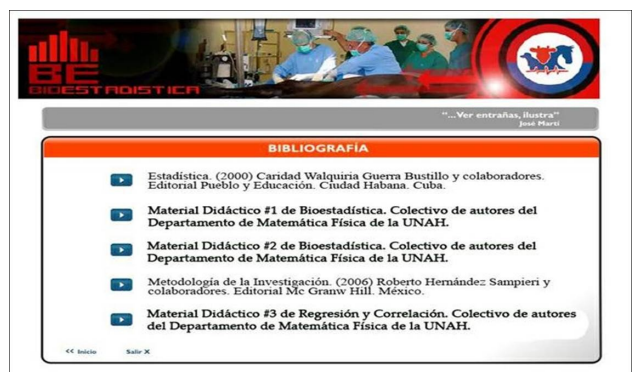 BE
BIOESTADISTICA
"...Ver entrañas, ilustra"
José Martí
BIBLIOGRAFÍA
Estadística. (2000) Caridad Walquiria Guerra Bustillo y colaboradores.
Editorial Pueblo y Educación. Ciudad Habana. Cuba.
Material Didáctico #1 de Bioestadística. Colectivo de autores del
Departamento de Matemática Física de la UNAH.
Material Didáctico #2 de Bioestadística. Colectivo de autores del
Departamento de Matemática Física de la UNAH.
Metodología de la Investigación. (2006) Roberto Hernández Sampieri y
colaboradores. Editorial Mc Granw Hill. México.
Material Didáctico #3 de Regresión y Correlación. Colectivo de autores
del Departamento de Matemática Física de la UNAH.
<< Inicio Salir X